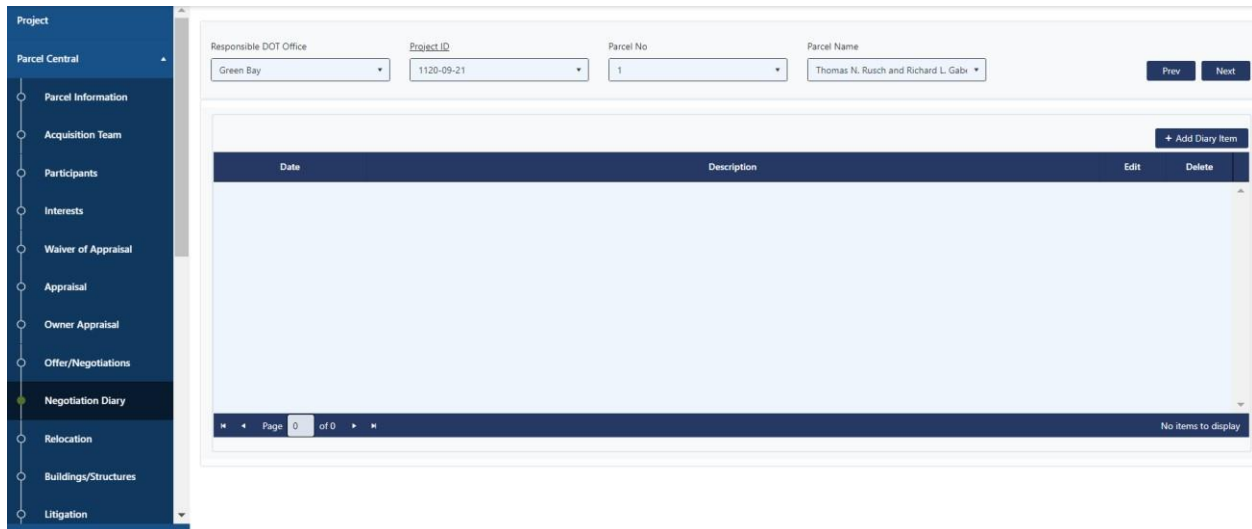 Project
Parcel Central
Parcel Information
Acquisition Team
Participants
Interests
Waiver of Appraisal
Appraisal
Owner Appraisal
Offer/Negotiations
Negotiation Diary
Relocation
Buildings/Structures
Litigation
Responsible DOT Office Project ID Parcel No Parcel Name
Green Bay 1120-09-21 1 Thomas N. Rusch and Richard L.
Prev Next
+ Add Diary Item
Date Description Edit Delete
Page 0 of 0 No items to display